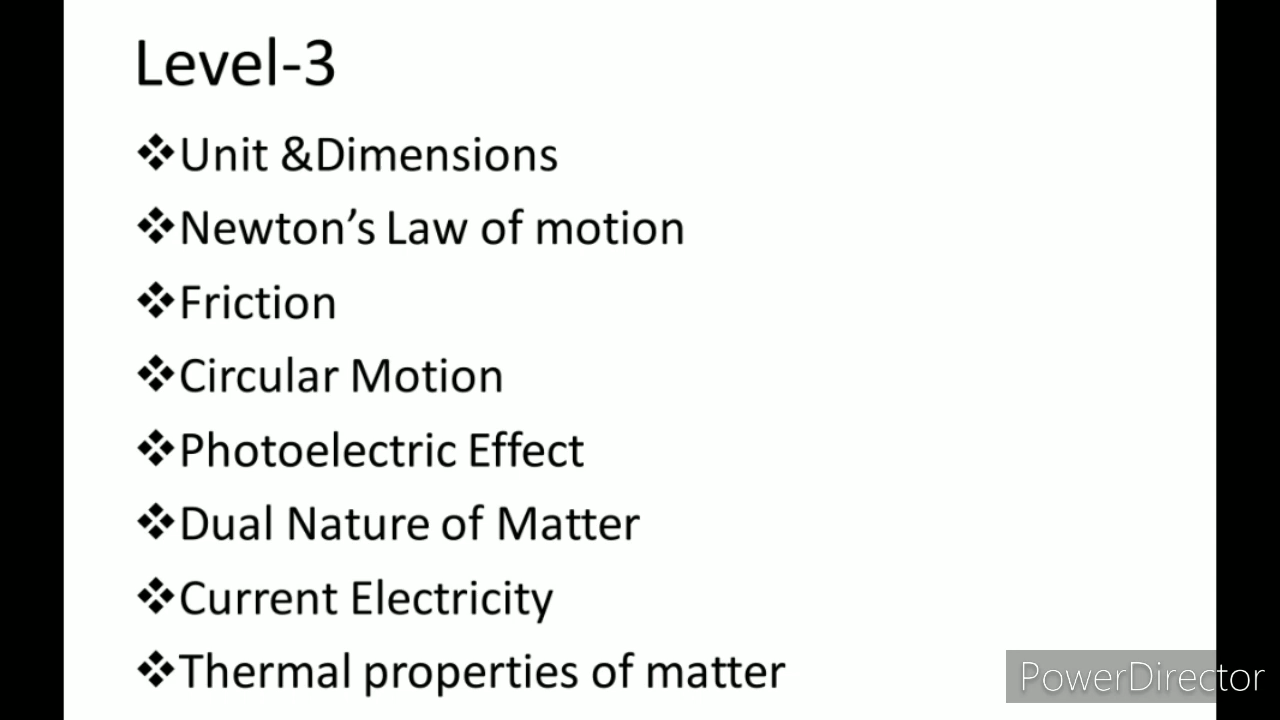 Level-3
❖Unit &Dimensions
❖Newton’s Law of motion
❖Friction
❖Circular Motion
❖Photoelectric Effect
❖Dual Nature of Matter
❖Current Electricity
❖Thermal properties of matter
PowerDirector